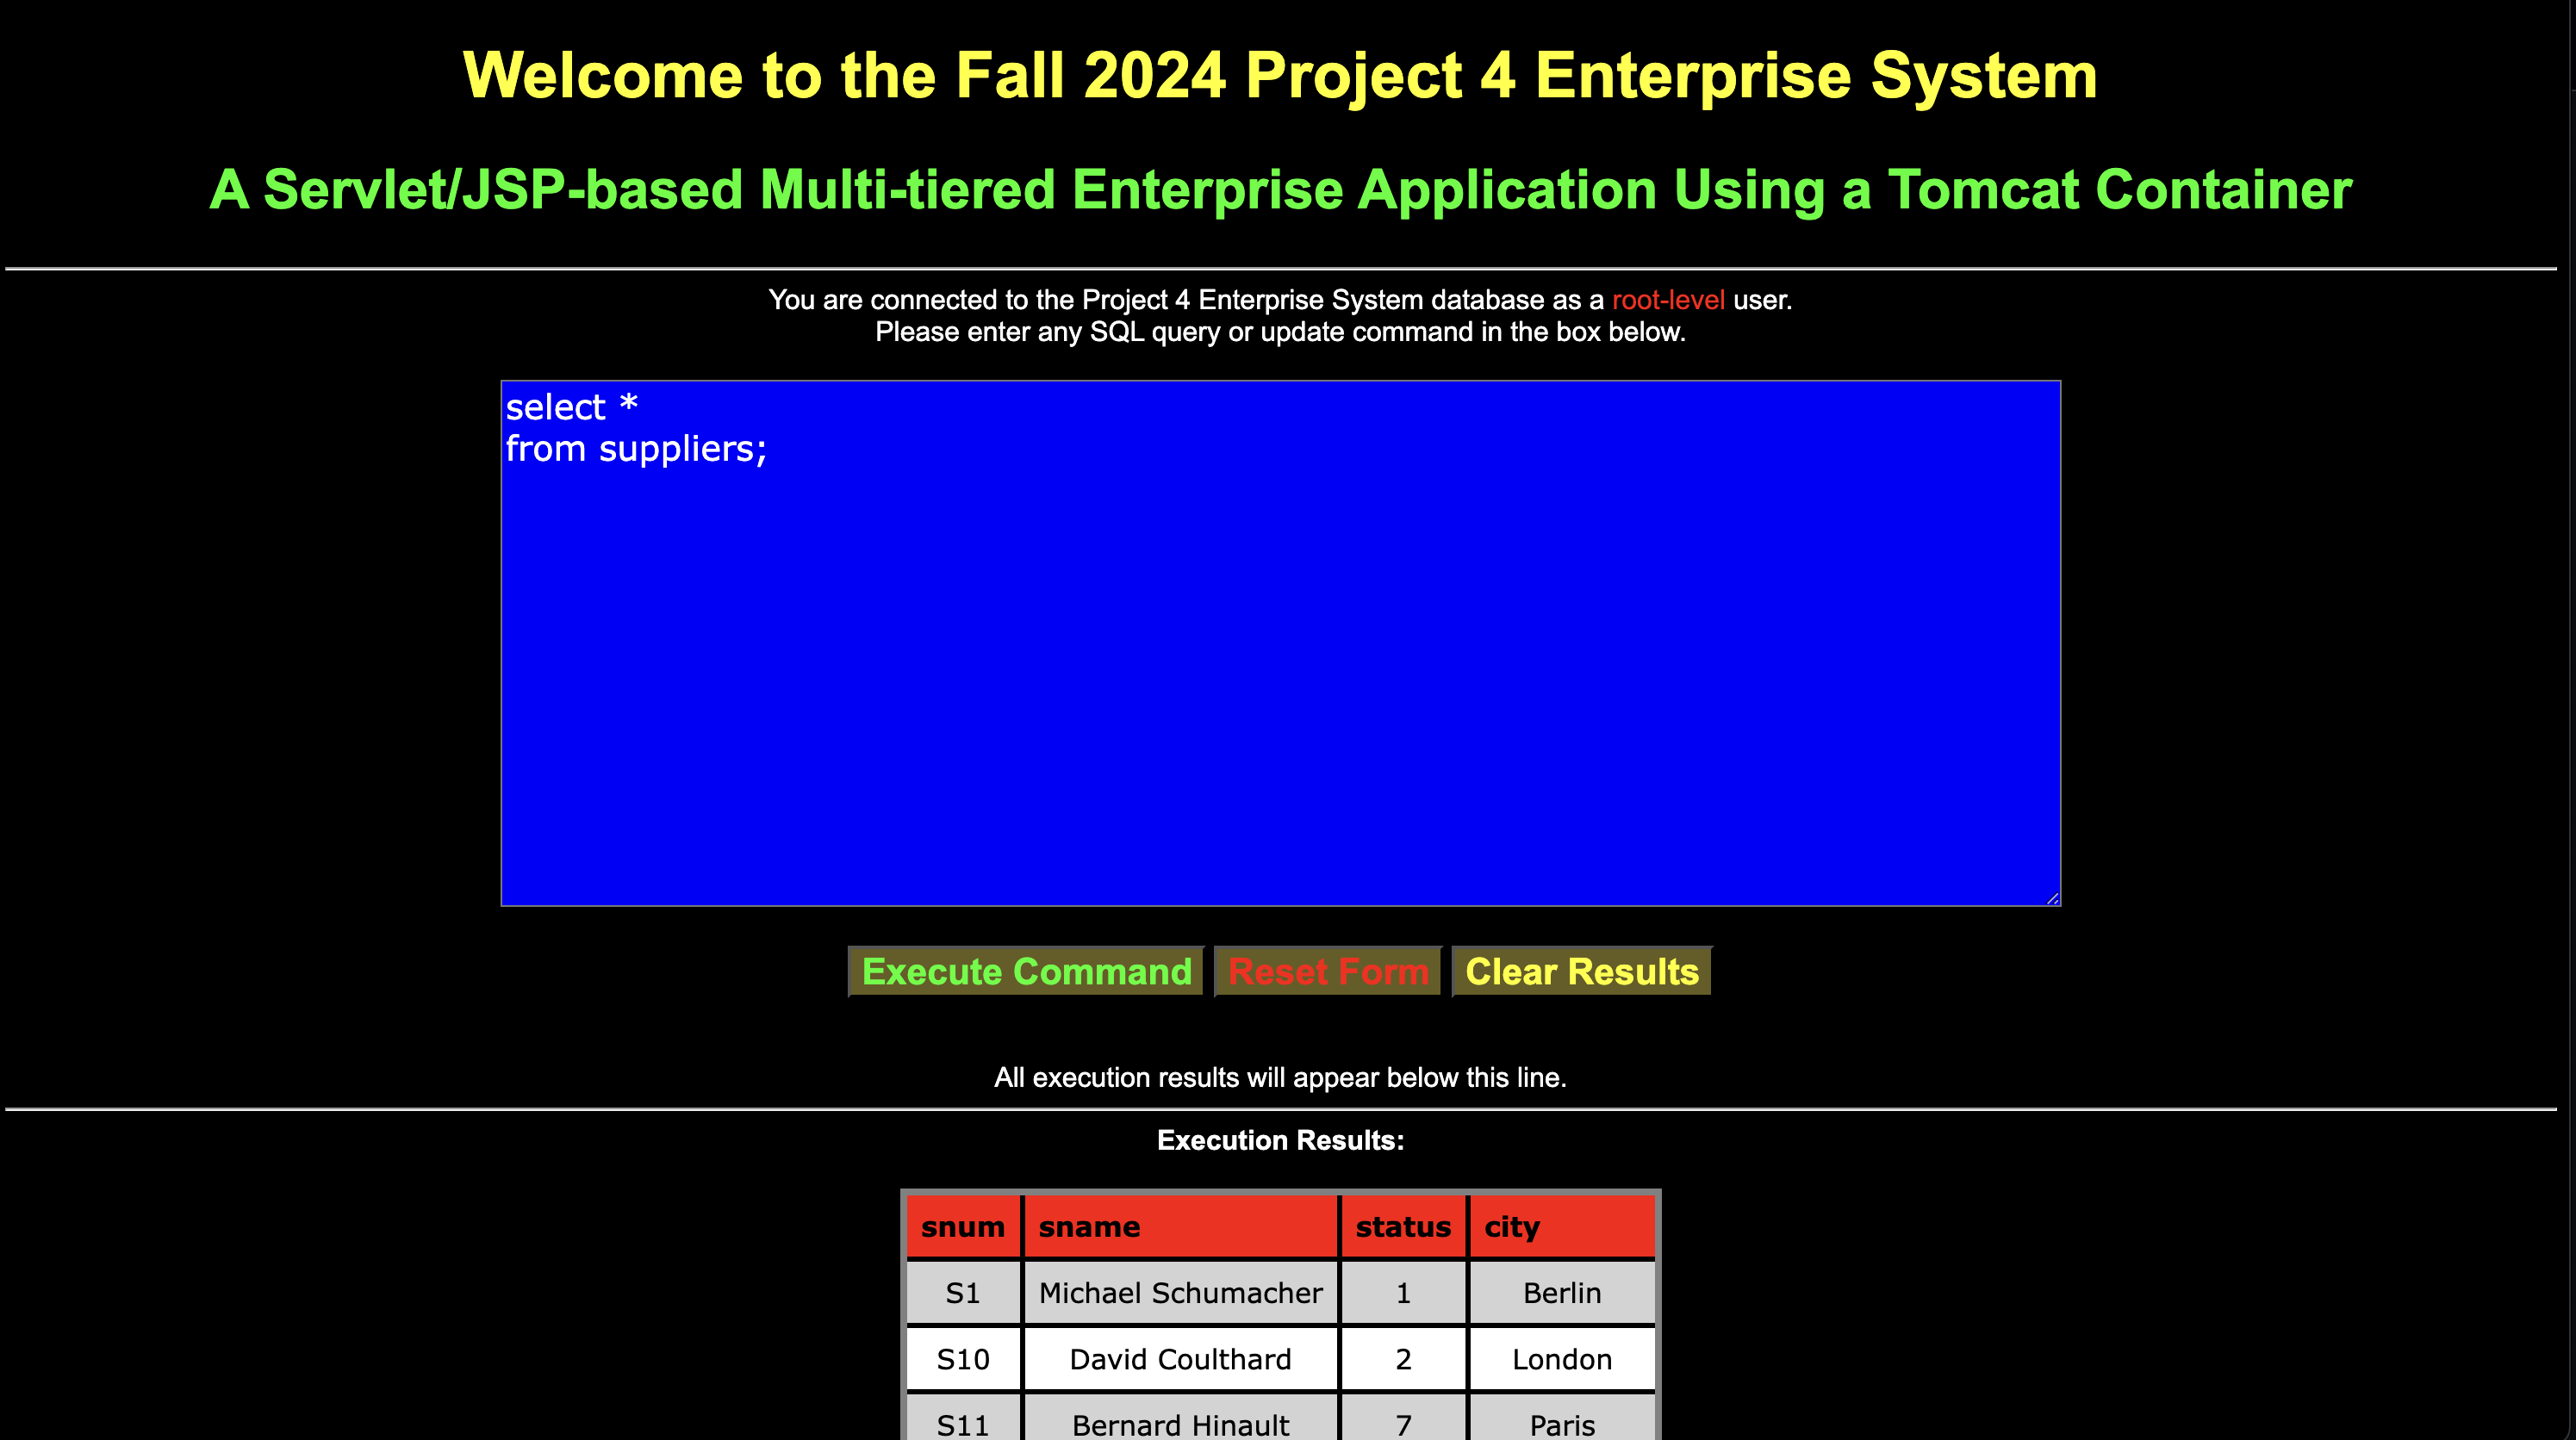 Welcome to the Fall 2024 Project 4 Enterprise System
A Servlet/JSP-based Multi-tiered Enterprise Application Using a Tomcat Container
You are connected to the Project 4 Enterprise System database as a root-level user.
Please enter any SQL query or update command in the box below.
select *
from suppliers;
Execute Command Reset Form Clear Results
All execution results will appear below this line.
Execution Results:
snum sname status city
S1 Michael Schumacher 1 Berlin
S10 David Coulthard 2 London
S11 Bernard Hinault 7 Paris